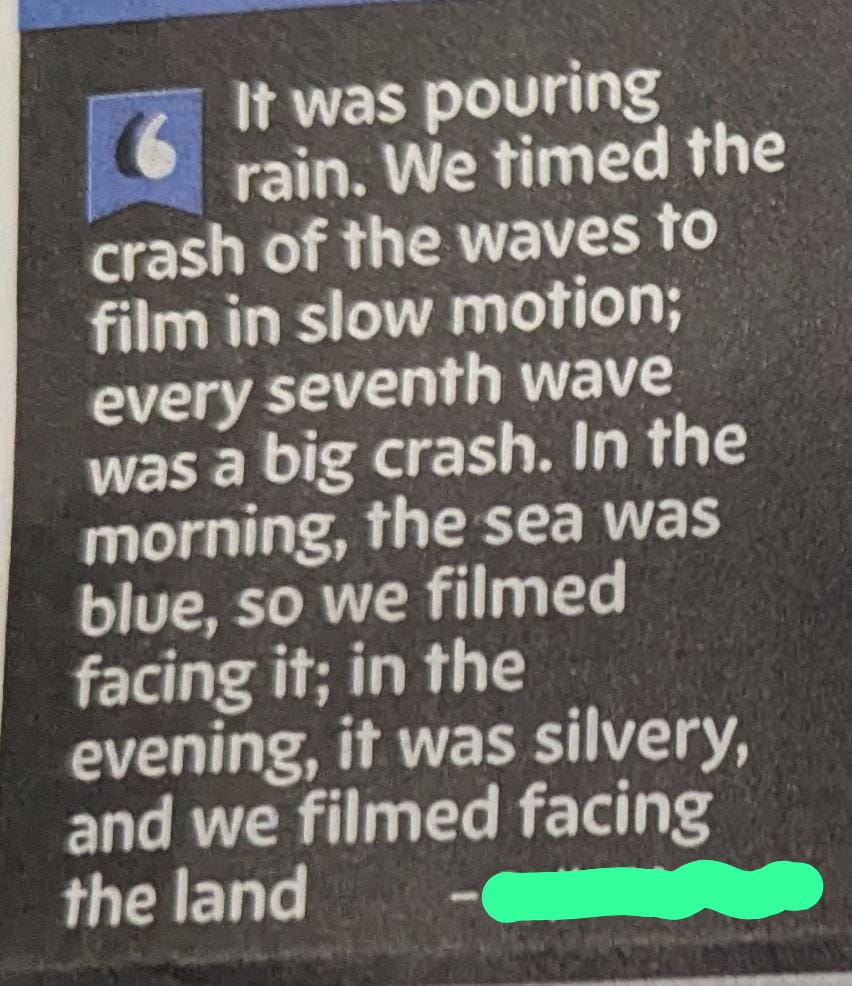 It was pouring
rain. We timed the
crash of the waves to
film in slow motion;
every seventh wave
was a big crash. In the
morning, the sea was
blue, so we filmed
facing it; in the
evening, it was silvery,
and we filmed facing
the land –